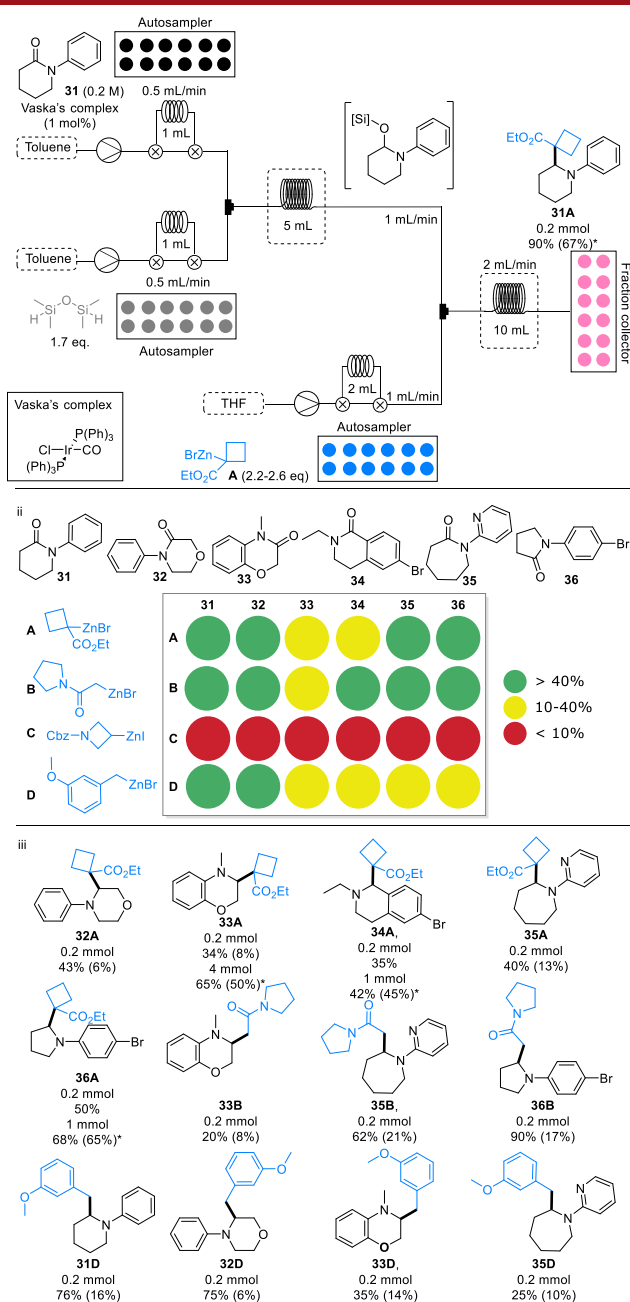 Autosampler
O
N
31 (0.2 M)
Vaska's complex
(1 mol%)
0.5 mL/min
1 mL
Toluene
[Si]
O
N
EtO₂C
N
31A
0.2 mmol
90% (67%)*
5 mL
1 mL/min
1 mL
Toluene
0.5 mL/min
2 mL/min
10 mL
Fraction collector
O
Si Si
H H
1.7 eq.
Autosampler
2 mL
THF
1 mL/min
Autosampler
Vaska's complex
P(Ph)₃
Cl Ir CO
(Ph)₃P
BrZn
EtO₂C
A (2.2-2.6 eq)
ii
O
N
31
O
N
O
32
N
O
O
33
O
N
Br
34
O
N
N
35
N
O
Br
36
31 32 33 34 35 36
A
ZnBr
CO₂Et
A
B
N
O
ZnBr
B
C
Cbz N ZnI
C
D
O
ZnBr
D
> 40%
10-40%
< 10%
iii
CO₂Et
N
O
32A
0.2 mmol
43% (6%)
N
O
CO₂Et
33A
0.2 mmol
34% (8%)
4 mmol
65% (50%)*
CO₂Et
N
Br
34A,
0.2 mmol
35%
1 mmol
42% (45%)*
EtO₂C
N
N
35A
0.2 mmol
40% (13%)
CO₂Et
N
Br
36A
0.2 mmol
50%
1 mmol
68% (65%)*
O
N
N
O
33B
0.2 mmol
20% (8%)
O
N
N
N
35B,
0.2 mmol
62% (21%)
N
O
N
Br
36B
0.2 mmol
90% (17%)
O
N
31D
0.2 mmol
76% (16%)
O
N
O
32D
0.2 mmol
75% (6%)
O
N
O
33D,
0.2 mmol
35% (14%)
O
N
N
35D
0.2 mmol
25% (10%)